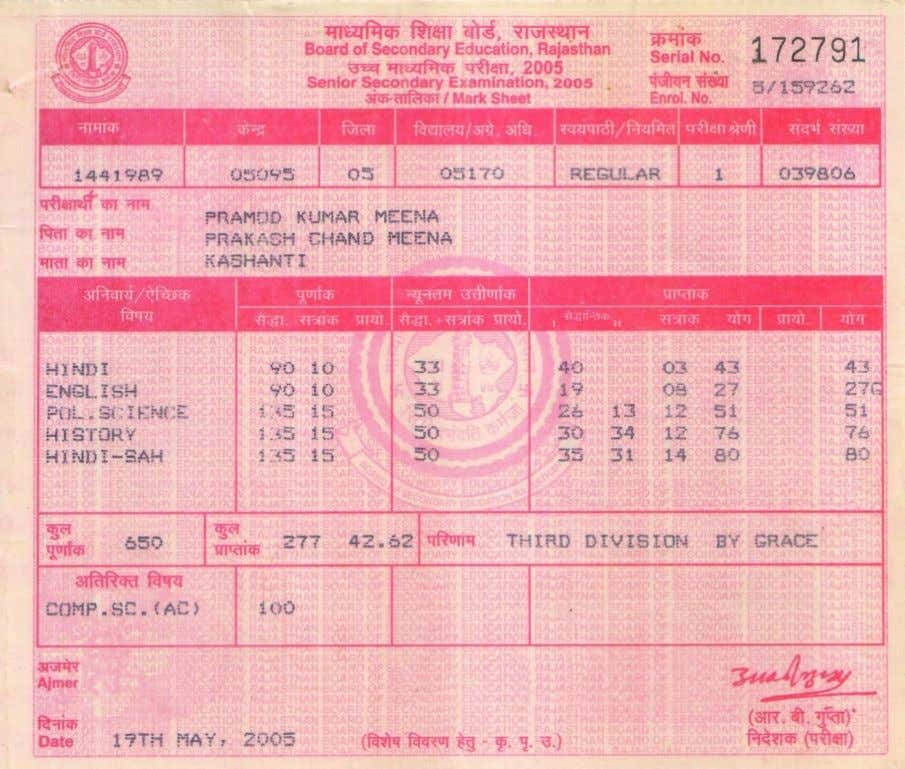 माध्यमिक शिक्षा बोर्ड, राजस्थान
Board of Secondary Education, Rajasthan
उच्च माध्यमिक परीक्षा, 2005
Senior Secondary Examination, 2005
अंक-तालिका / Mark Sheet
क्रमांक
Serial No. 172791
पंजीयन संख्या
Enrol. No. 5/159262
नामांक केन्द्र जिला विद्यालय/अग्रे. अधि. स्वयंपाठी/नियमित परीक्षा श्रेणी संदर्भ संख्या
1441989 05095 05 05170 REGULAR 1 039806
परीक्षार्थी का नाम PRAMOD KUMAR MEENA
पिता का नाम PRAKASH CHAND MEENA
माता का नाम KASHANTI
अनिवार्य/ऐच्छिक विषय पूर्णांक न्यूनतम उत्तीर्णांक प्राप्तांक
सैद्धा. सत्रांक प्रायो. सैद्धा.+सत्रांक प्रायो. I सैद्धान्तिक II सत्रांक योग प्रायो. योग
HINDI 90 10 33 40 03 43 43
ENGLISH 90 10 33 19 08 27 27G
POL.SCIENCE 135 15 50 26 13 12 51 51
HISTORY 135 15 50 30 34 12 76 76
HINDI-SAH 135 15 50 35 31 14 80 80
कुल पूर्णांक 650 कुल प्राप्तांक 277 42.62 परिणाम THIRD DIVISION BY GRACE
अतिरिक्त विषय
COMP.SC.(AC) 100
अजमेर
Ajmer
(आर. बी. गुप्ता)
निदेशक (परीक्षा)
दिनांक
Date 19TH MAY, 2005
(विशेष विवरण हेतु - कृ. पृ. उ.)